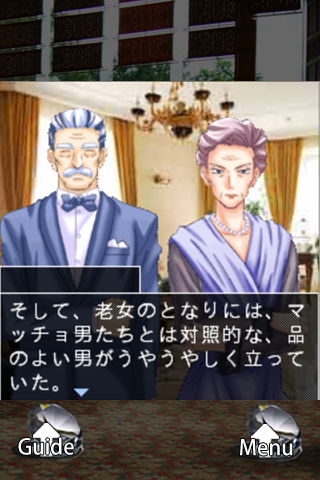 そして、老女のとなりには、マ
ッチョ男たちとは対照的な、品
のよい男がうやうやしく立って
いた。
Guide
Menu